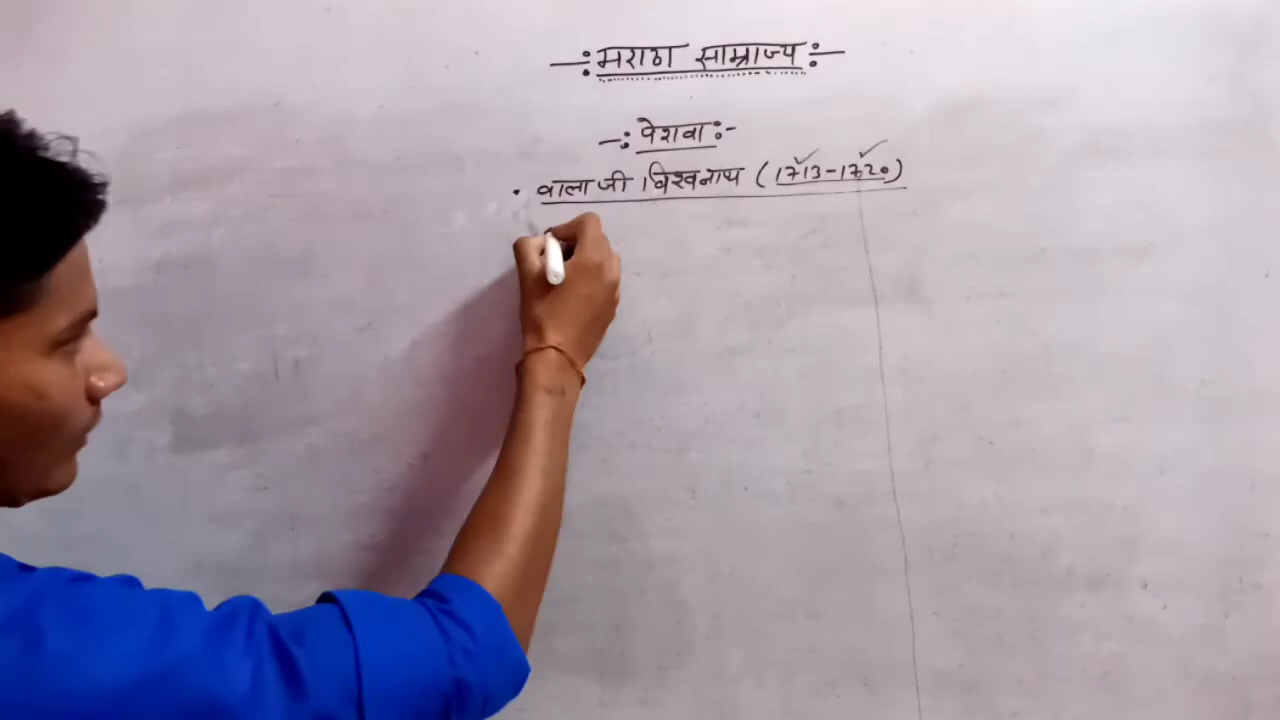 —:मराठा साम्राज्य:—
—:पेशवा:-
• बालाजी विश्वनाथ (1713-1720)